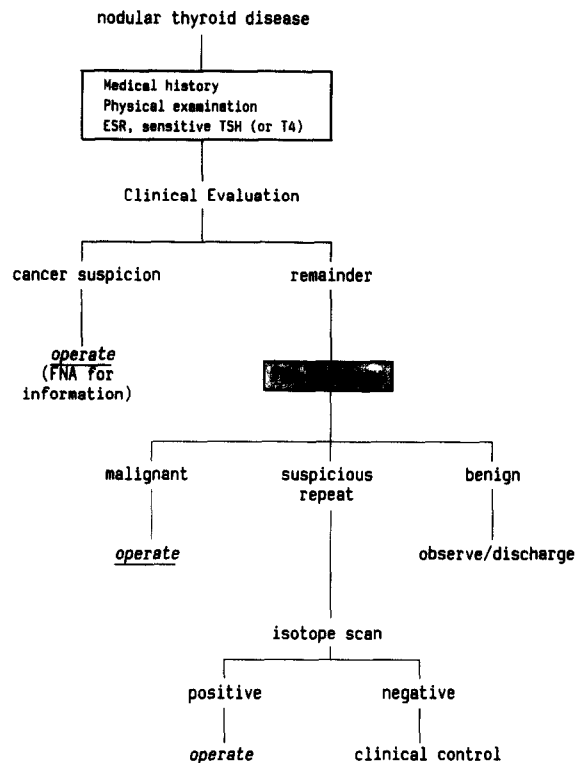 nodular thyroid disease
Medical history
Physical examination
ESR, sensitive TSH (or T4)
Clinical Evaluation
cancer suspicion
remainder
operate
(FNA for
information)
malignant
suspicious
repeat
benign
operate
observe/discharge
isotope scan
positive
negative
operate
clinical control